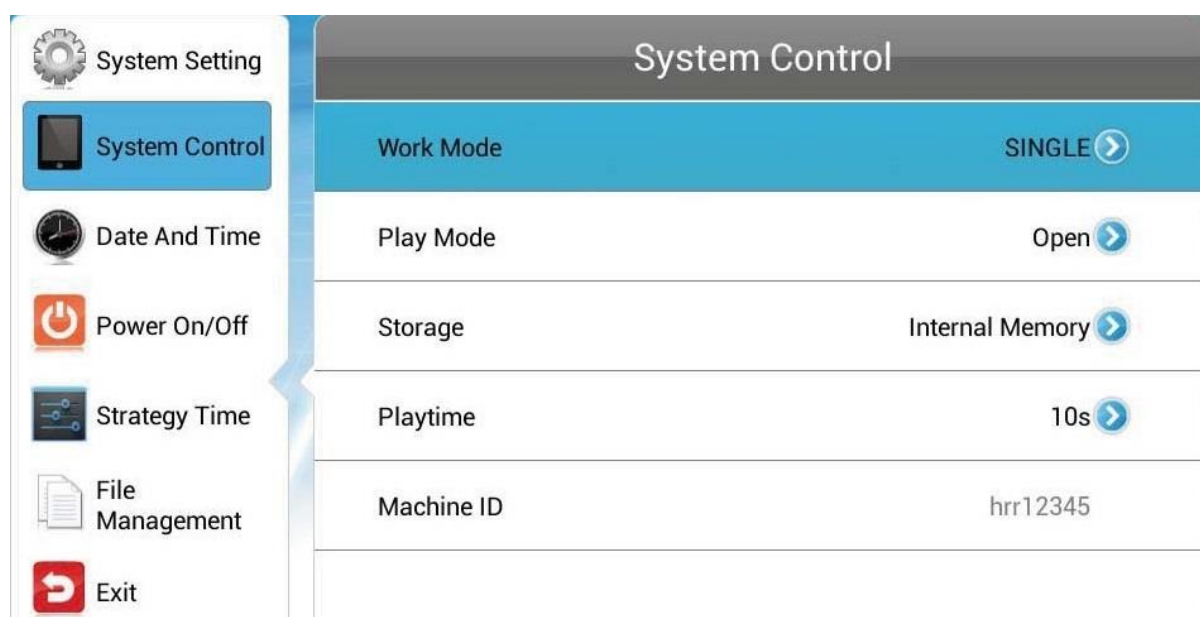 System Setting
System Control
Date And Time
Power On/Off
Strategy Time
File
Management
Exit
System Control
Work Mode SINGLE
Play Mode Open
Storage Internal Memory
Playtime 10s
Machine ID hrr12345